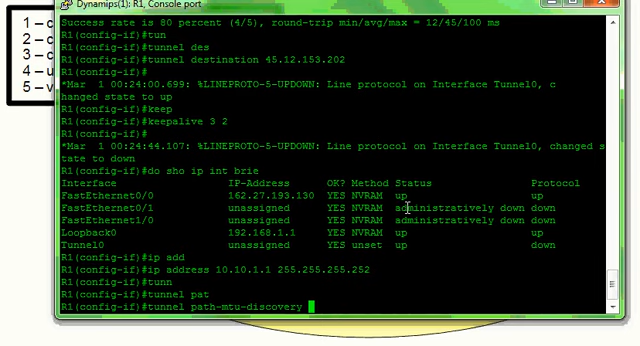 Dynamips(1): R1, Console port
1 – c
2 – c
3 – c
4 – u
5 – v
Success rate is 80 percent (4/5), round-trip min/avg/max = 12/45/100 ms
R1(config-if)#tun
R1(config-if)#tunnel des
R1(config-if)#tunnel destination 45.12.153.202
R1(config-if)#
*Mar  1 00:24:00.699: %LINEPROTO-5-UPDOWN: Line protocol on Interface Tunnel0, c
hanged state to up
R1(config-if)#keep
R1(config-if)#keepalive 3 2
R1(config-if)#
*Mar  1 00:24:44.107: %LINEPROTO-5-UPDOWN: Line protocol on Interface Tunnel0, changed s
tate to down
R1(config-if)#do sho ip int brie
Interface IP-Address OK? Method Status Protocol
FastEthernet0/0 162.27.193.130 YES NVRAM up up
FastEthernet0/1 unassigned YES NVRAM administratively down down
FastEthernet1/0 unassigned YES NVRAM administratively down down
Loopback0 192.168.1.1 YES NVRAM up up
Tunnel0 unassigned YES unset up down
R1(config-if)#ip add
R1(config-if)#ip address 10.10.1.1 255.255.255.252
R1(config-if)#tunn
R1(config-if)#tunnel pat
R1(config-if)#tunnel path-mtu-discovery